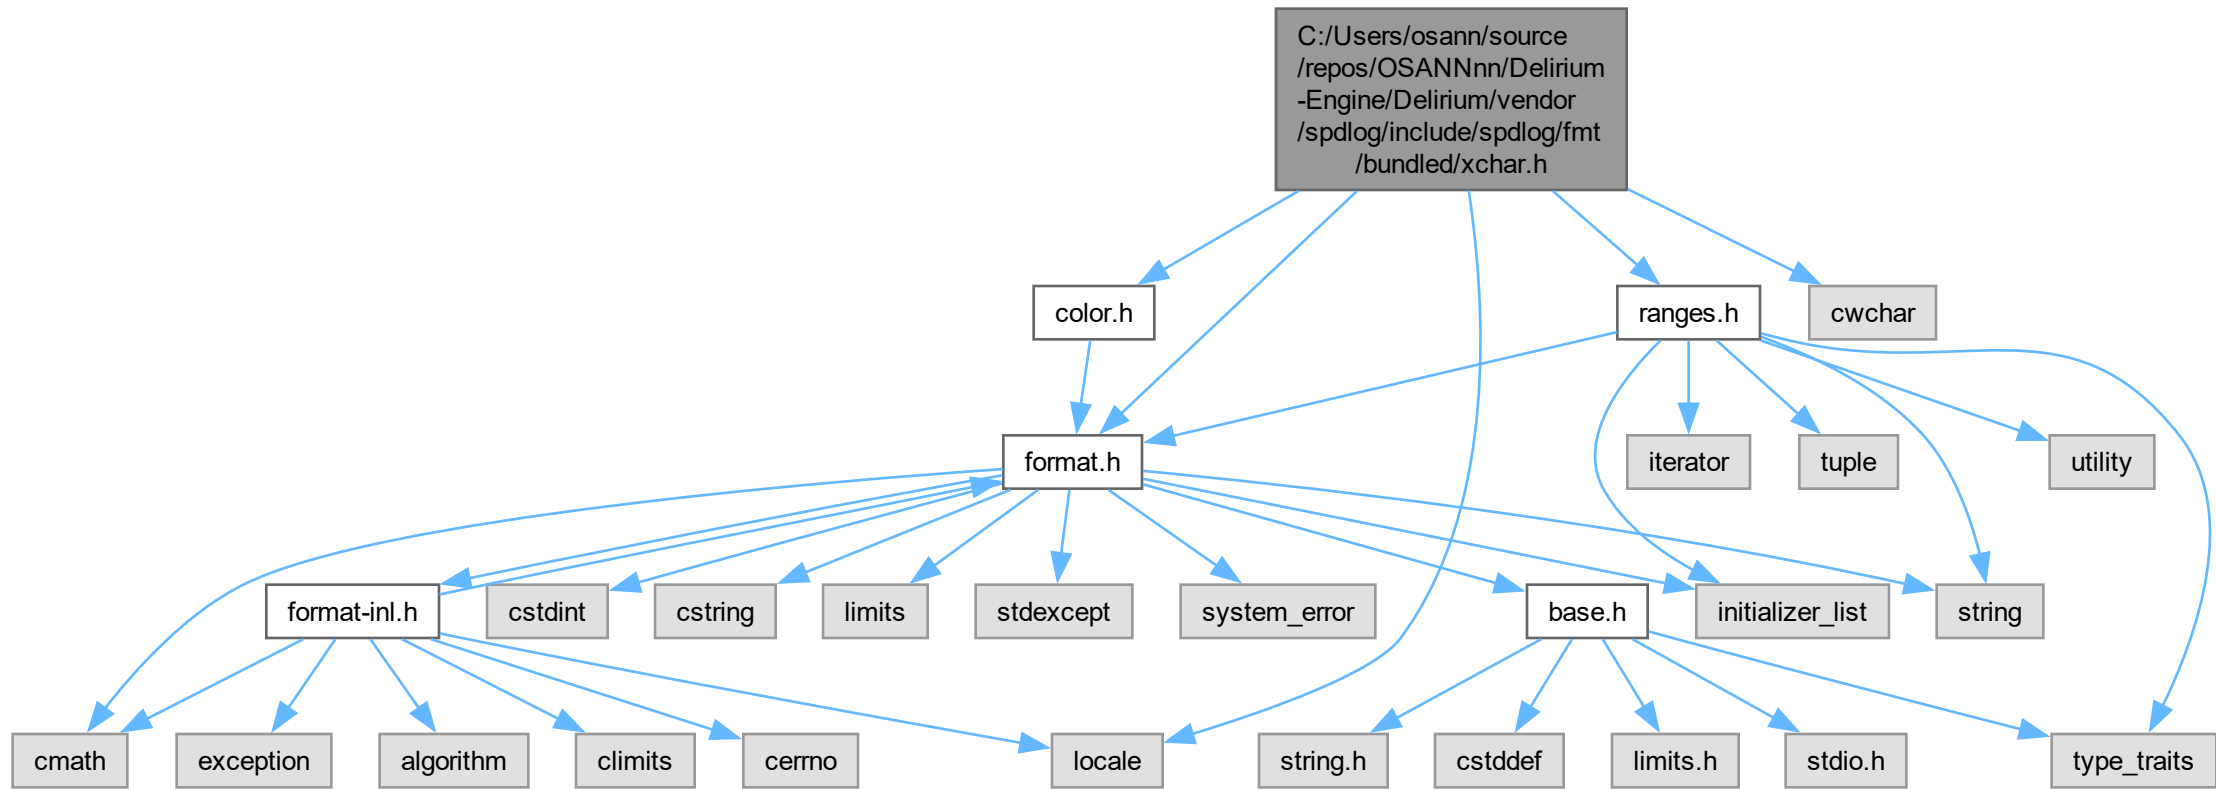 C:/Users/osann/source
/repos/OSANNnn/Delirium
-Engine/Delirium/vendor
/spdlog/include/spdlog/fmt
/bundled/xchar.h
color.h
ranges.h
cwchar
format.h
iterator
tuple
utility
format-inl.h
cstdint
cstring
limits
stdexcept
system_error
base.h
initializer_list
string
cmath
exception
algorithm
climits
cerrno
locale
string.h
cstddef
limits.h
stdio.h
type_traits